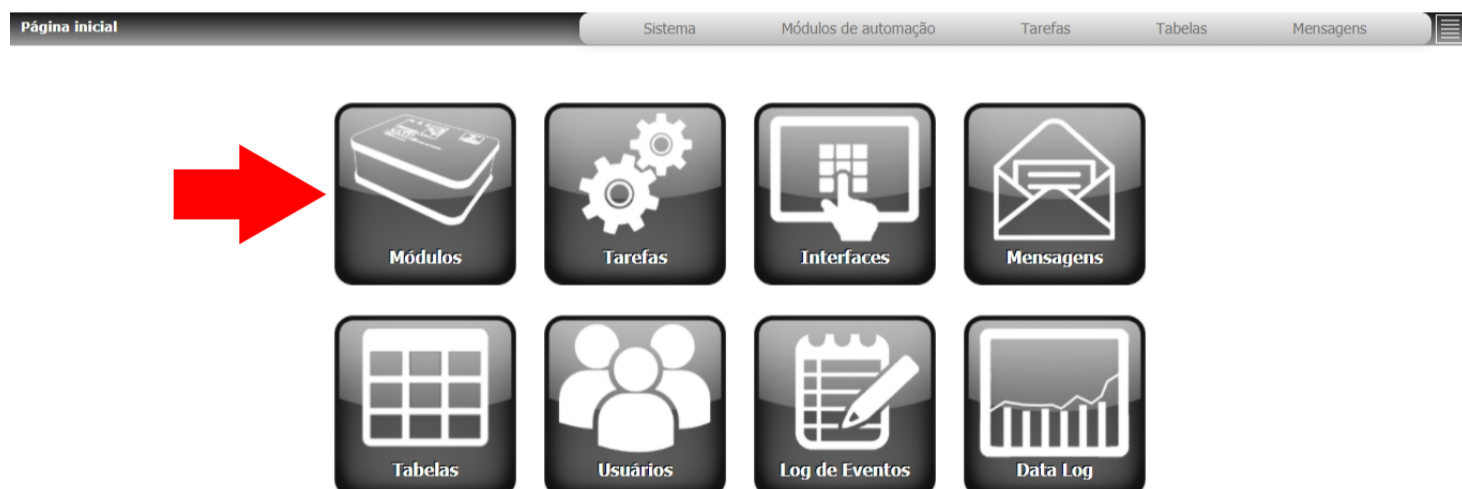 Página inicial Sistema Módulos de automação Tarefas Tabelas Mensagens
Módulos Tarefas Interfaces Mensagens
Tabelas Usuários Log de Eventos Data Log